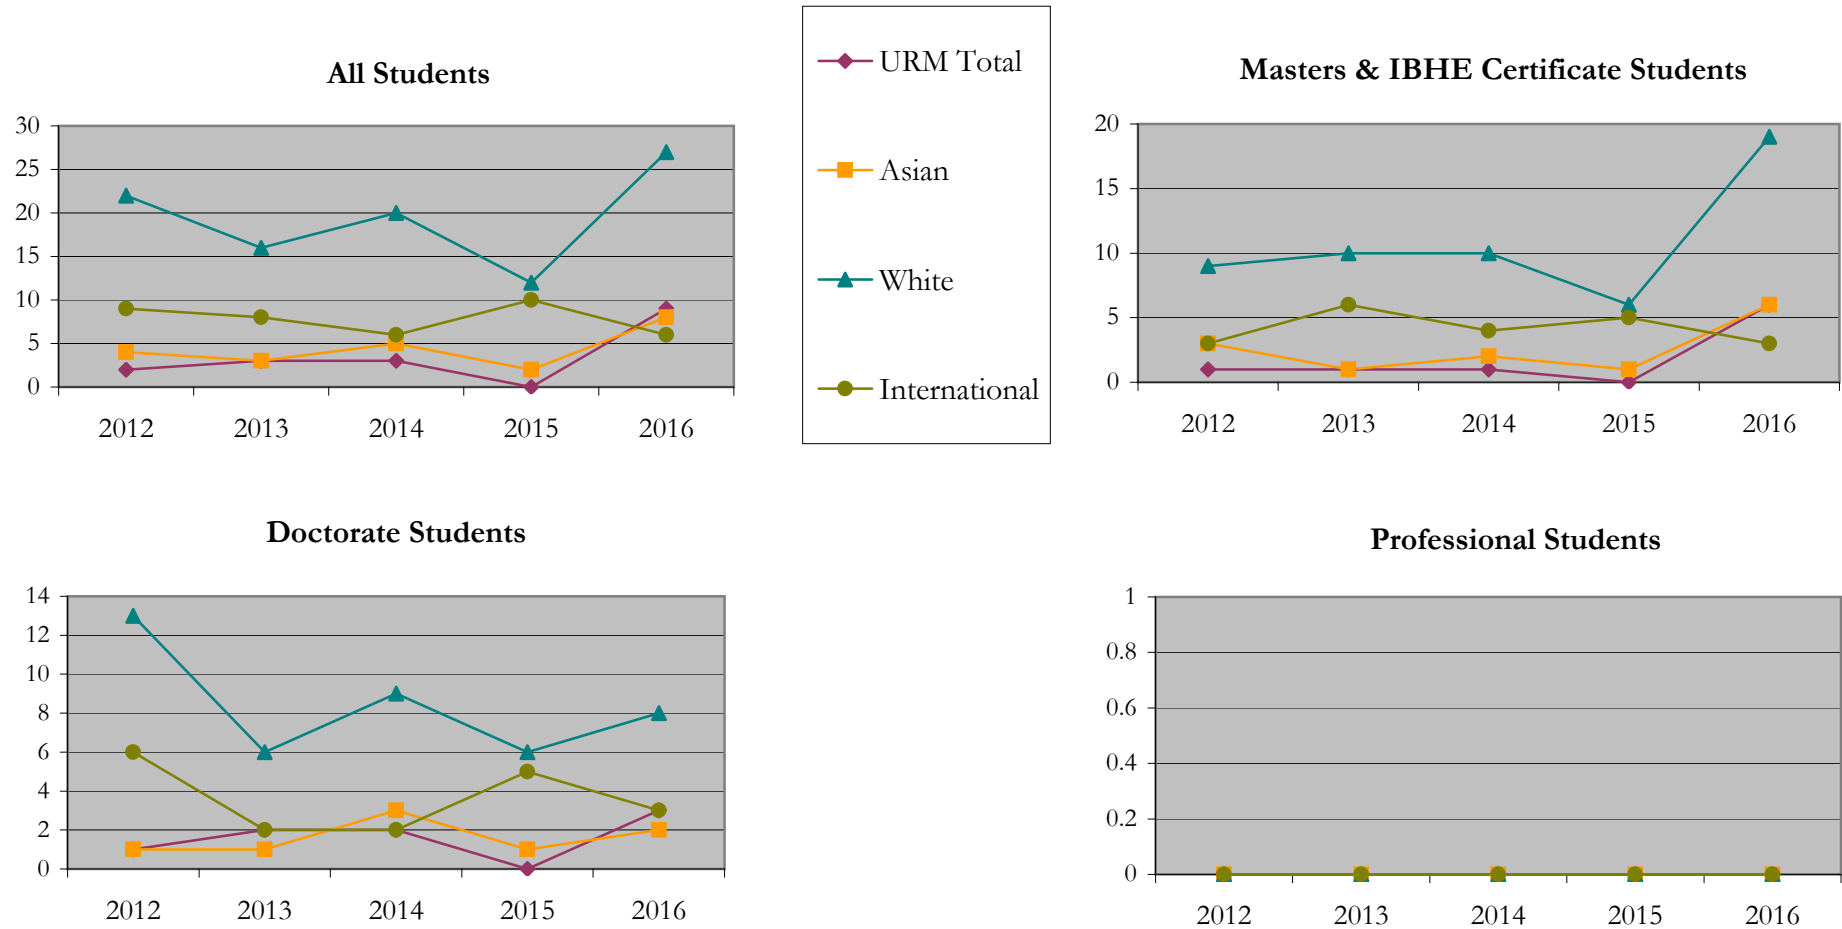 All Students
30
25
20
15
10
5
0
2012 2013 2014 2015 2016
URM Total
Asian
White
International
Masters & IBHE Certificate Students
20
15
10
5
0
2012 2013 2014 2015 2016
Doctorate Students
14
12
10
8
6
4
2
0
2012 2013 2014 2015 2016
Professional Students
1
0.8
0.6
0.4
0.2
0
2012 2013 2014 2015 2016